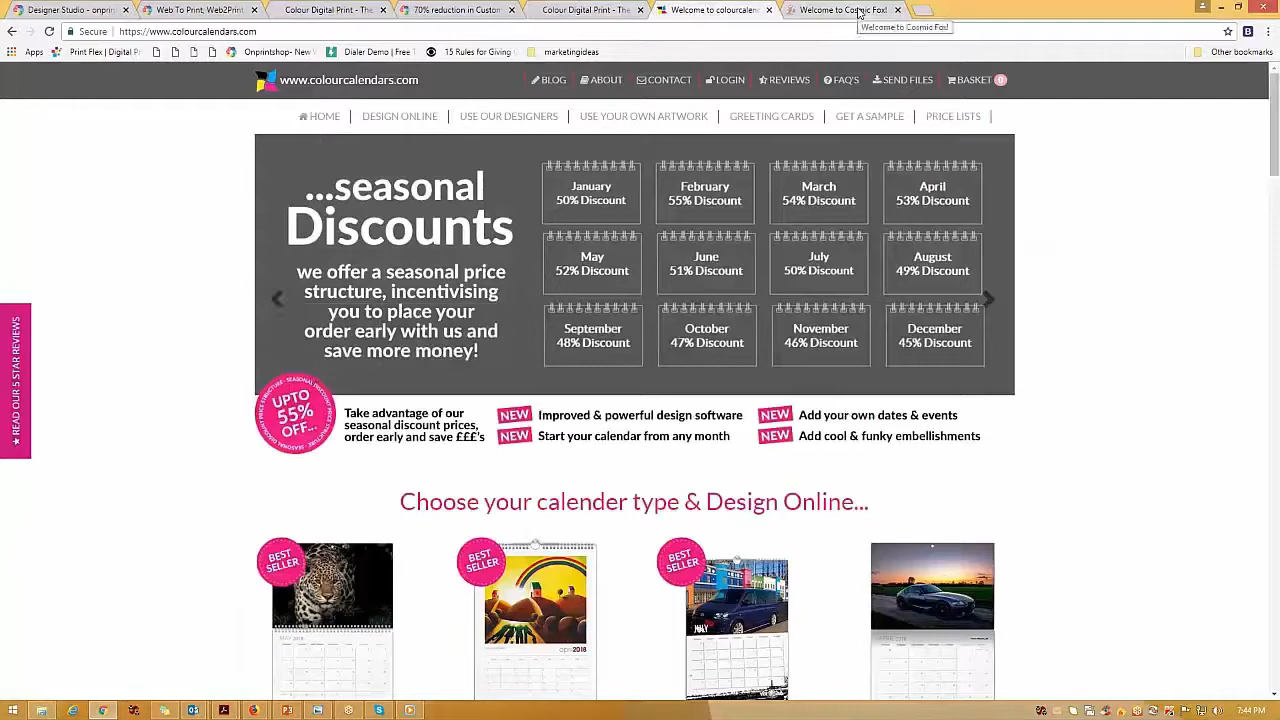 Designer Studio - onprin
Web To Print, Web2Print
Colour Digital Print - The
70% reduction in Custom
Colour Digital Print - The
Welcome to colourcalen
Welcome to Cosmic Fox!
Secure
Welcome to Cosmic Fox!
Apps
Print Flex | Digital Pr
Onprintshop- New V
Dialer Demo | Free T
15 Rules for Giving
marketingideas
Other bookmarks
www.colourcalendars.com
BLOG
ABOUT
CONTACT
LOGIN
REVIEWS
FAQ'S
SEND FILES
BASKET 0
HOME
DESIGN ONLINE
USE OUR DESIGNERS
USE YOUR OWN ARTWORK
GREETING CARDS
GET A SAMPLE
PRICE LISTS
...seasonal
Discounts
we offer a seasonal price
structure, incentivising
you to place your
order early with us and
save more money!
January
50% Discount
February
55% Discount
March
54% Discount
April
53% Discount
May
52% Discount
June
51% Discount
July
50% Discount
August
49% Discount
September
48% Discount
October
47% Discount
November
46% Discount
December
45% Discount
★ READ OUR 5 STAR REVIEWS
UPTO
55%
OFF...
Take advantage of our
seasonal discount prices,
order early and save £££'s
NEW Improved & powerful design software
NEW Start your calendar from any month
NEW Add your own dates & events
NEW Add cool & funky embellishments
Choose your calender type & Design Online...
BEST
SELLER
BEST
SELLER
BEST
SELLER
MAY 2018
april2018
JULY
APRIL 2018
7:44 PM